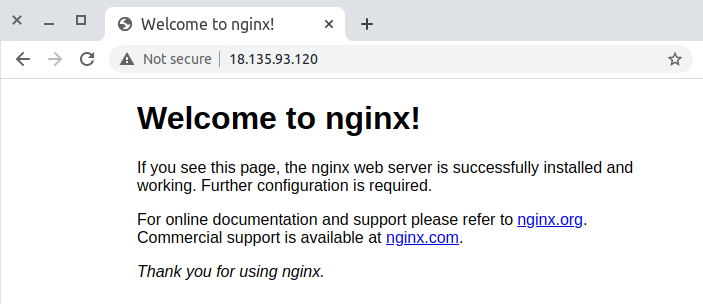 Welcome to nginx!
Not secure
18.135.93.120
Welcome to nginx!
If you see this page, the nginx web server is successfully installed and
working. Further configuration is required.
For online documentation and support please refer to nginx.org.
Commercial support is available at nginx.com.
Thank you for using nginx.